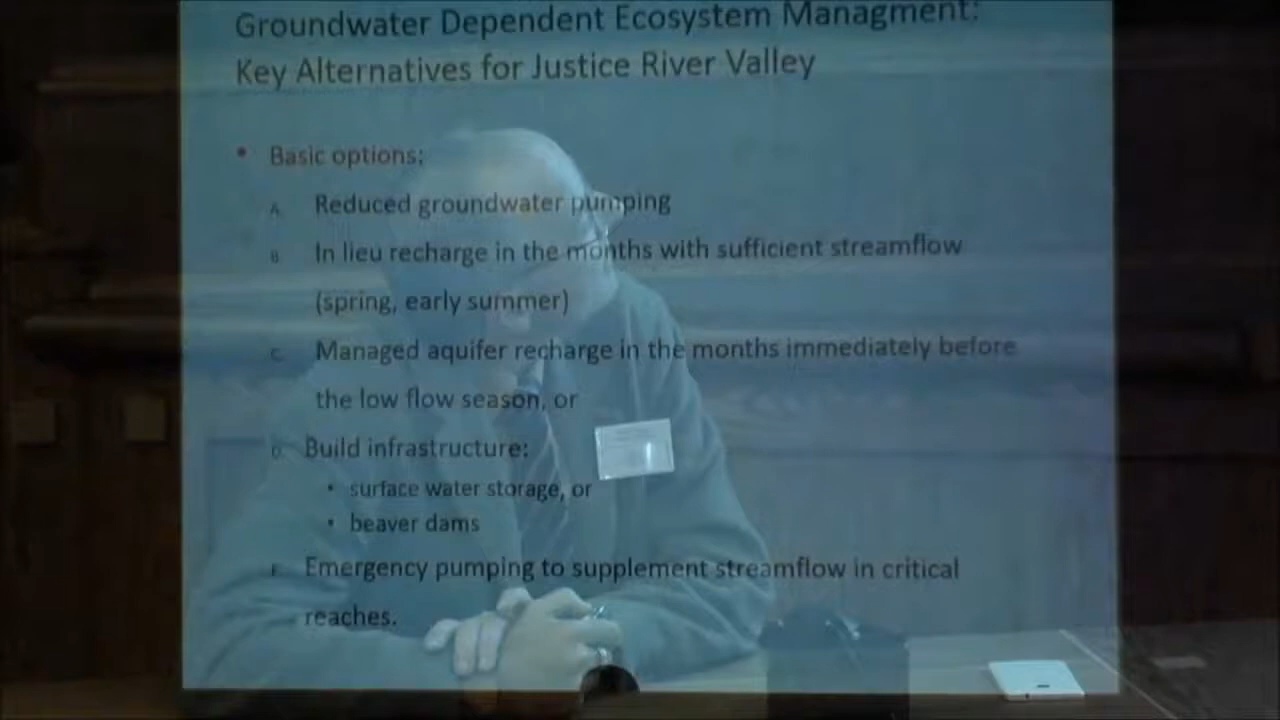 Groundwater Dependent Ecosystem Managment:
Key Alternatives for Justice River Valley
• Basic options:
A. Reduced groundwater pumping
B. In lieu recharge in the months with sufficient streamflow
(spring, early summer)
C. Managed aquifer recharge in the months immediately before
the low flow season, or
D. Build infrastructure:
• surface water storage, or
• beaver dams
E. Emergency pumping to supplement streamflow in critical
reaches.